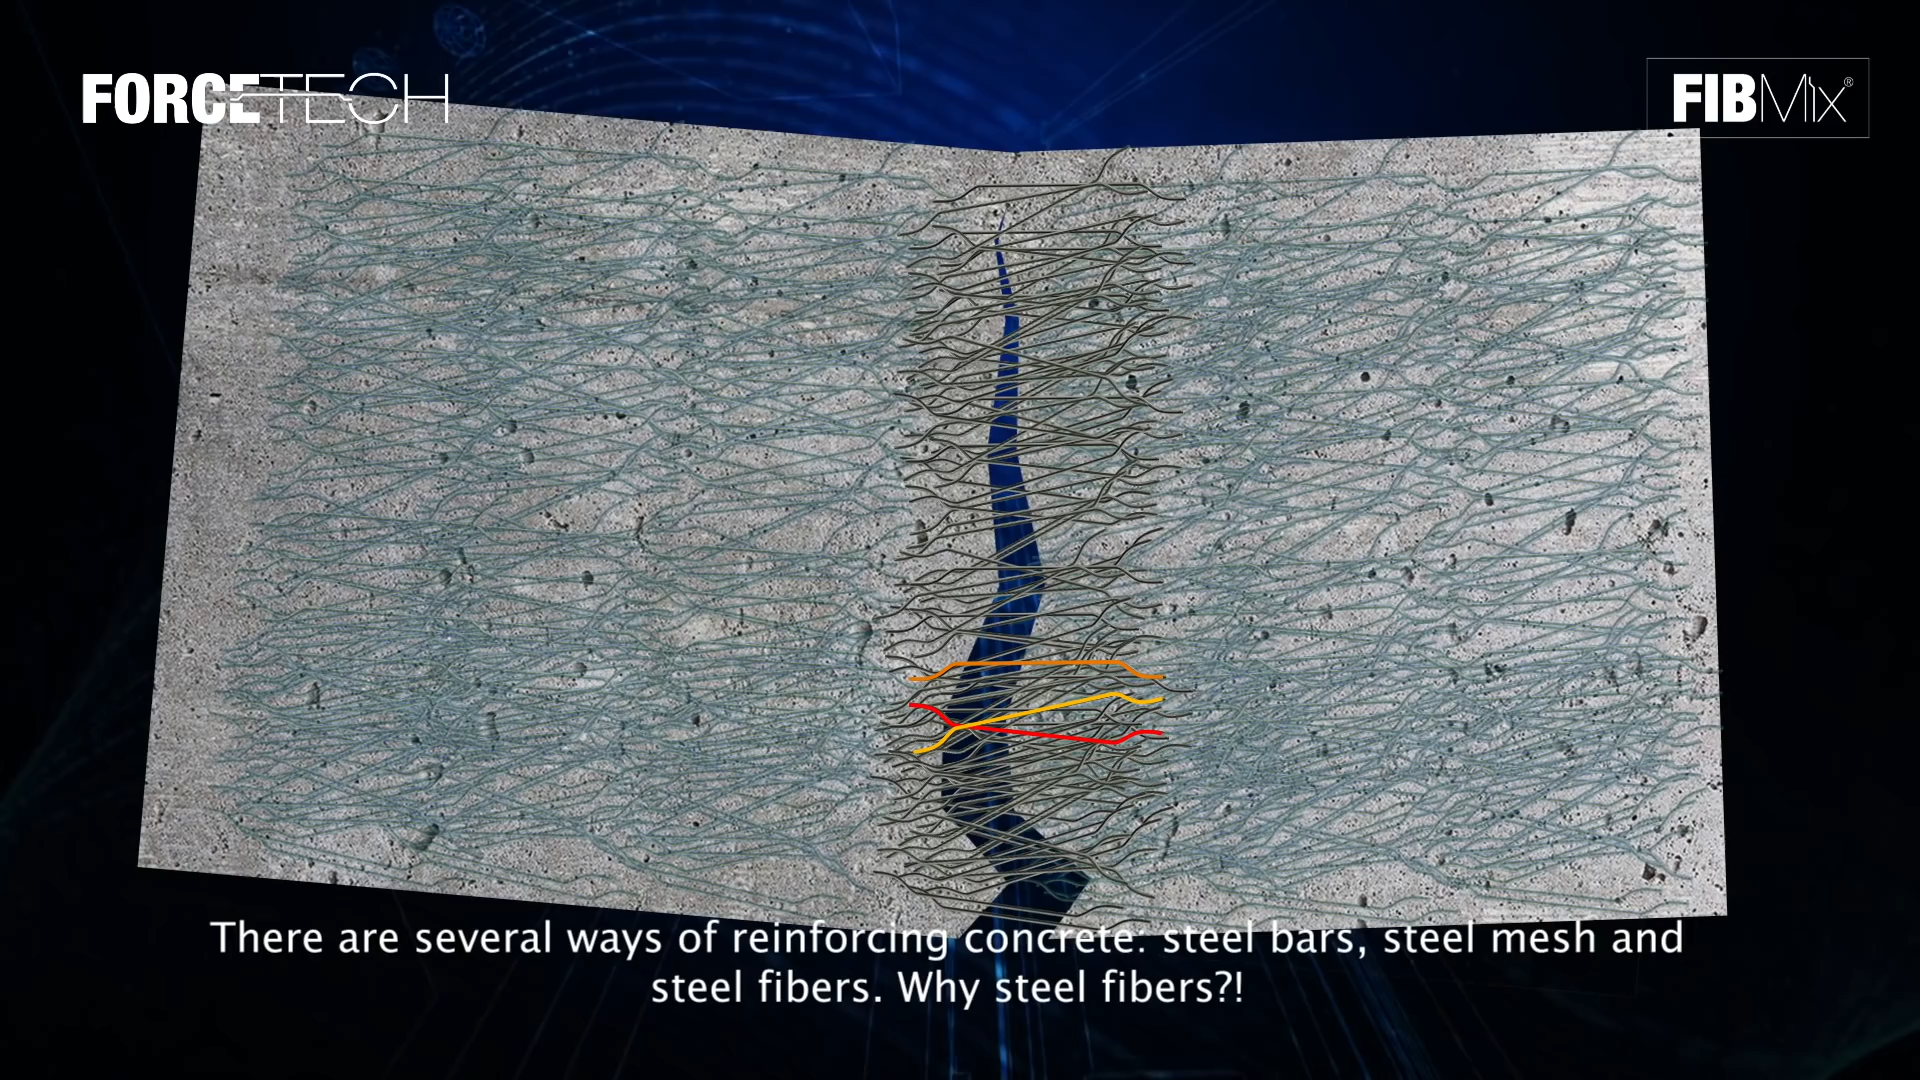 FORCETECH
FIBMix®
There are several ways of reinforcing concrete: steel bars, steel mesh and
steel fibers. Why steel fibers?!